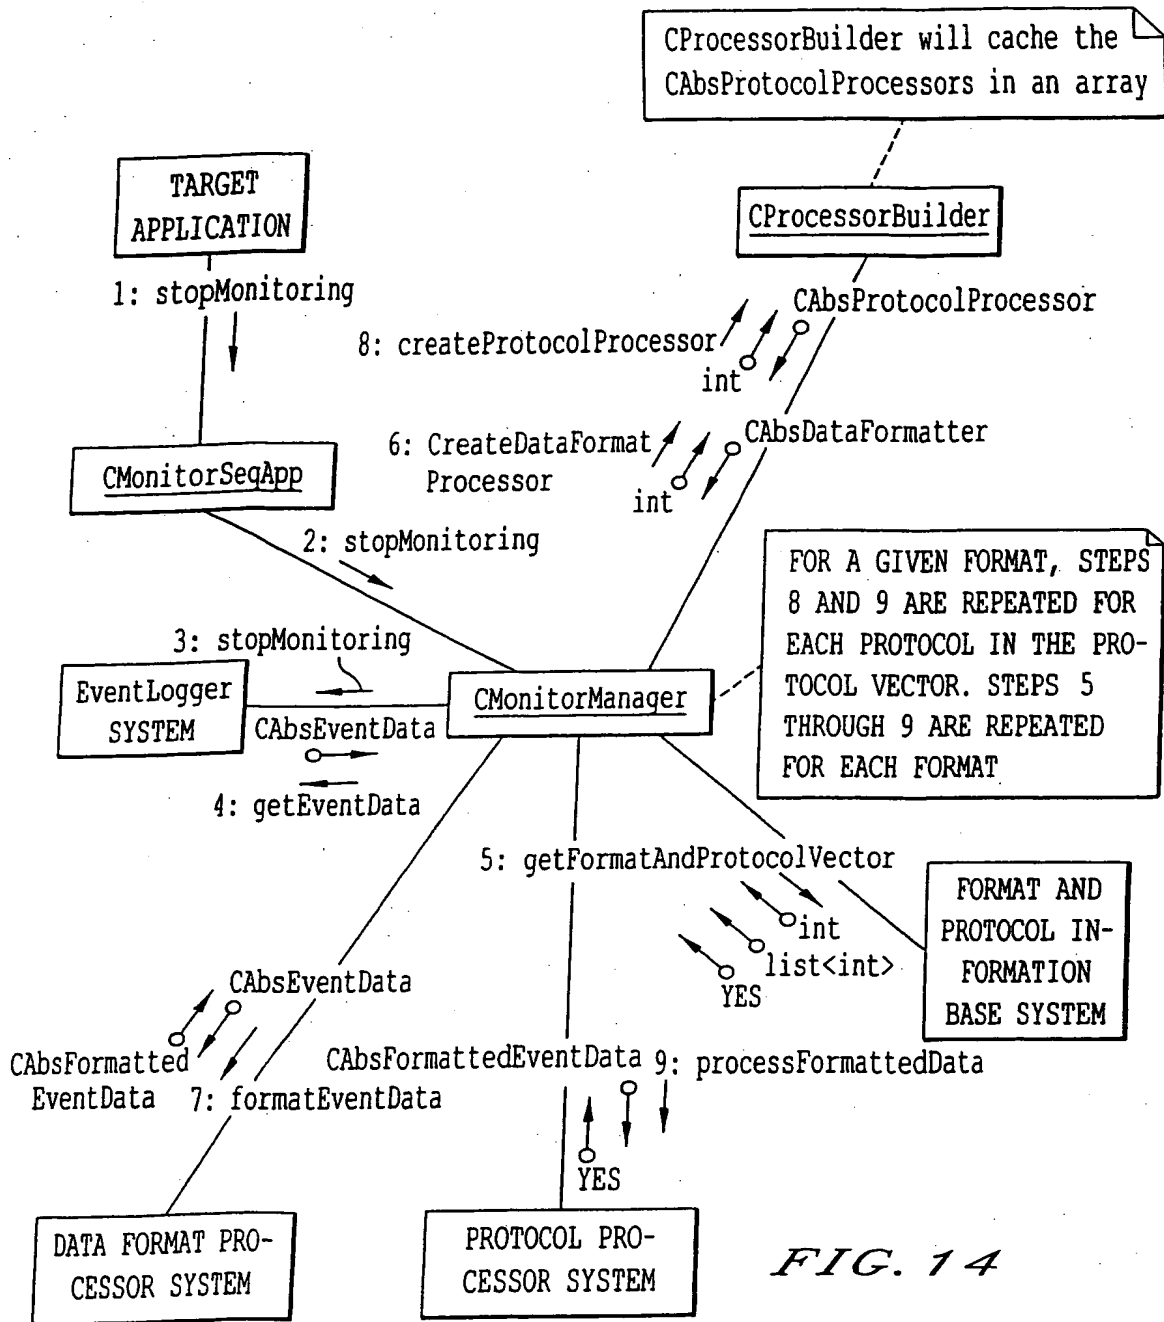 CProcessorBuilder will cache the
CAbsProtocolProcessors in an array
TARGET
APPLICATION
CProcessorBuilder
1: stopMonitoring
CAbsProtocolProcessor
8: createProtocolProcessor
int
CAbsDataFormatter
6: CreateDataFormat
Processor
int
CMonitorSeqApp
2: stopMonitoring
FOR A GIVEN FORMAT, STEPS
8 AND 9 ARE REPEATED FOR
EACH PROTOCOL IN THE PRO-
TOCOL VECTOR. STEPS 5
THROUGH 9 ARE REPEATED
FOR EACH FORMAT
3: stopMonitoring
EventLogger
SYSTEM
CMonitorManager
CAbsEventData
4: getEventData
5: getFormatAndProtocolVector
int
list<int>
YES
FORMAT AND
PROTOCOL IN-
FORMATION
BASE SYSTEM
CAbsEventData
CAbsFormatted
EventData
7: formatEventData
CAbsFormattedEventData
9: processFormattedData
YES
DATA FORMAT PRO-
CESSOR SYSTEM
PROTOCOL PRO-
CESSOR SYSTEM
FIG. 14